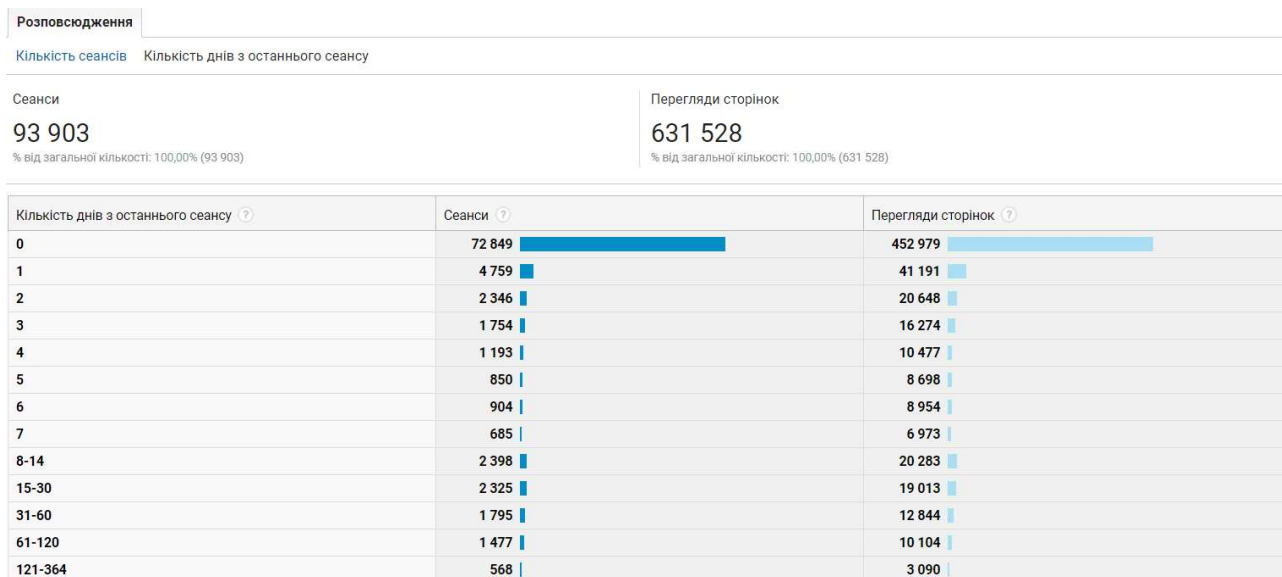 Розповсюдження
Кількість сеансів Кількість днів з останнього сеансу
Сеанси Перегляди сторінок
93 903 631 528
% від загальної кількості: 100,00% (93 903) % від загальної кількості: 100,00% (631 528)
Кількість днів з останнього сеансу ? Сеанси ? Перегляди сторінок ?
0 72 849 452 979
1 4 759 41 191
2 2 346 20 648
3 1 754 16 274
4 1 193 10 477
5 850 8 698
6 904 8 954
7 685 6 973
8-14 2 398 20 283
15-30 2 325 19 013
31-60 1 795 12 844
61-120 1 477 10 104
121-364 568 3 090